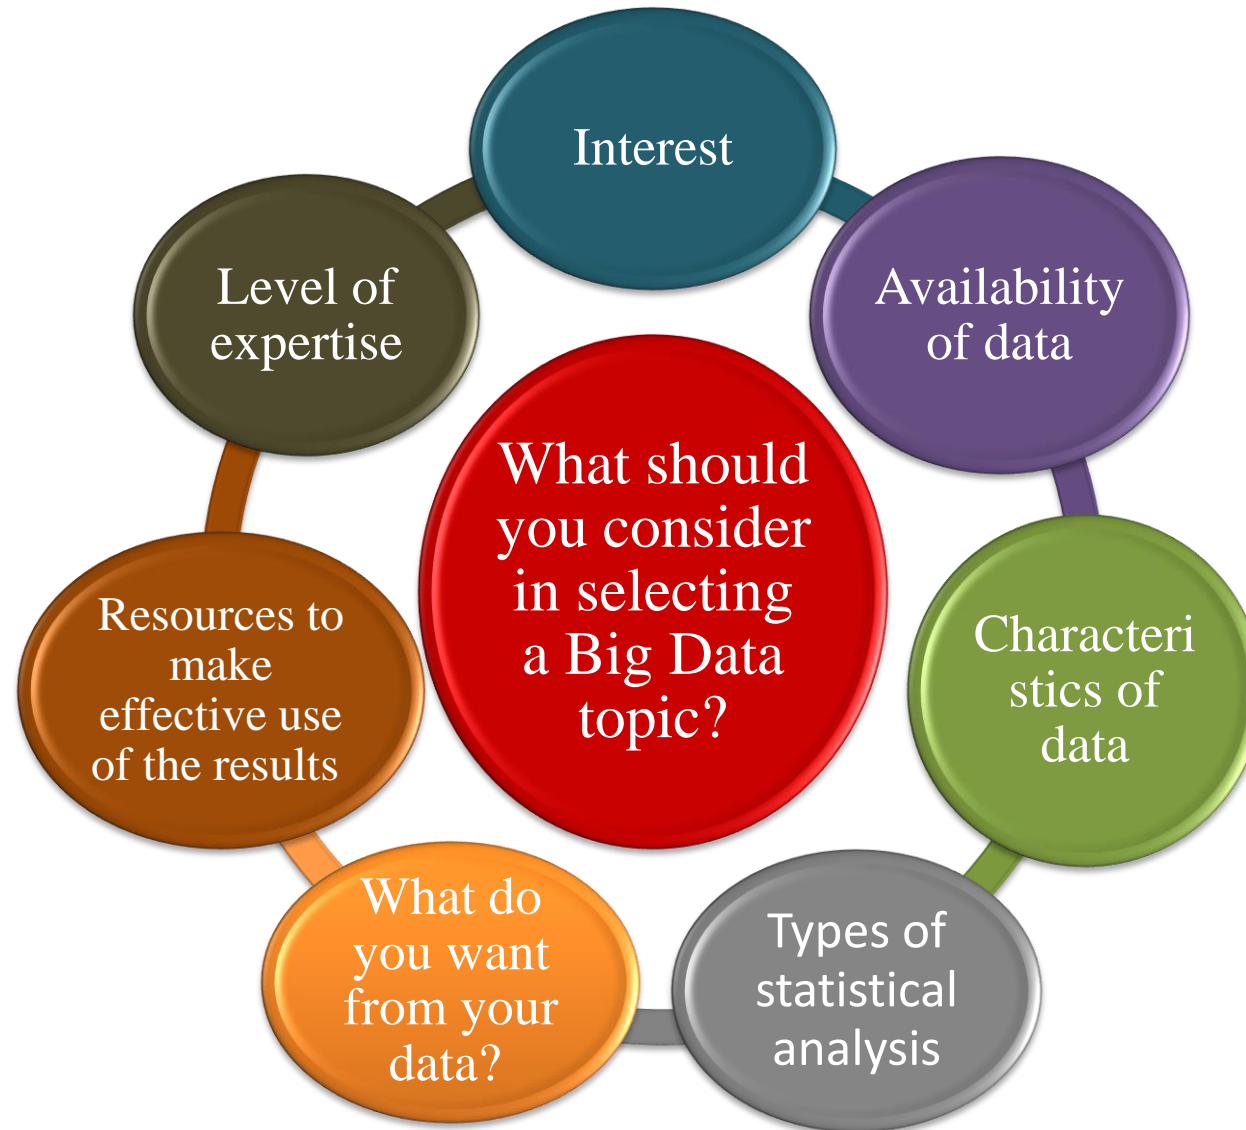 Interest
Availability
of data
Characteri
stics of
data
Types of
statistical
analysis
What do
you want
from your
data?
Resources to
make
effective use
of the results
Level of
expertise
What should
you consider
in selecting
a Big Data
topic?